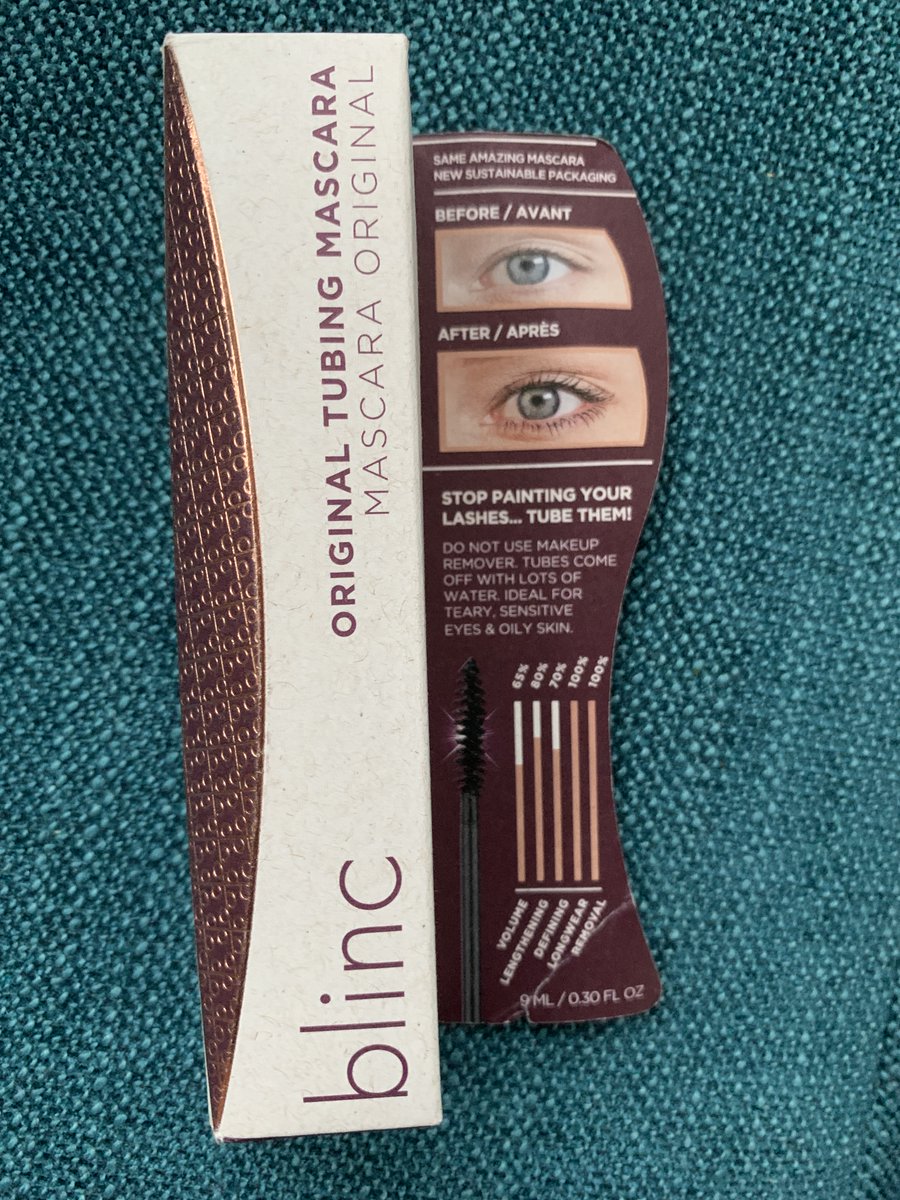 ORIGINAL TUBING MASCARA
MASCARA ORIGINAL
blinc
SAME AMAZING MASCARA
NEW SUSTAINABLE PACKAGING
BEFORE / AVANT
AFTER / APRÈS
STOP PAINTING YOUR
LASHES... TUBE THEM!
DO NOT USE MAKEUP
REMOVER. TUBES COME
OFF WITH LOTS OF
WATER. IDEAL FOR
TEARY, SENSITIVE
EYES & OILY SKIN.
65%
80%
70%
100%
100%
VOLUME
LENGTHENING
DEFINING
LONGWEAR
REMOVAL
9 ML / 0.30 FL OZ